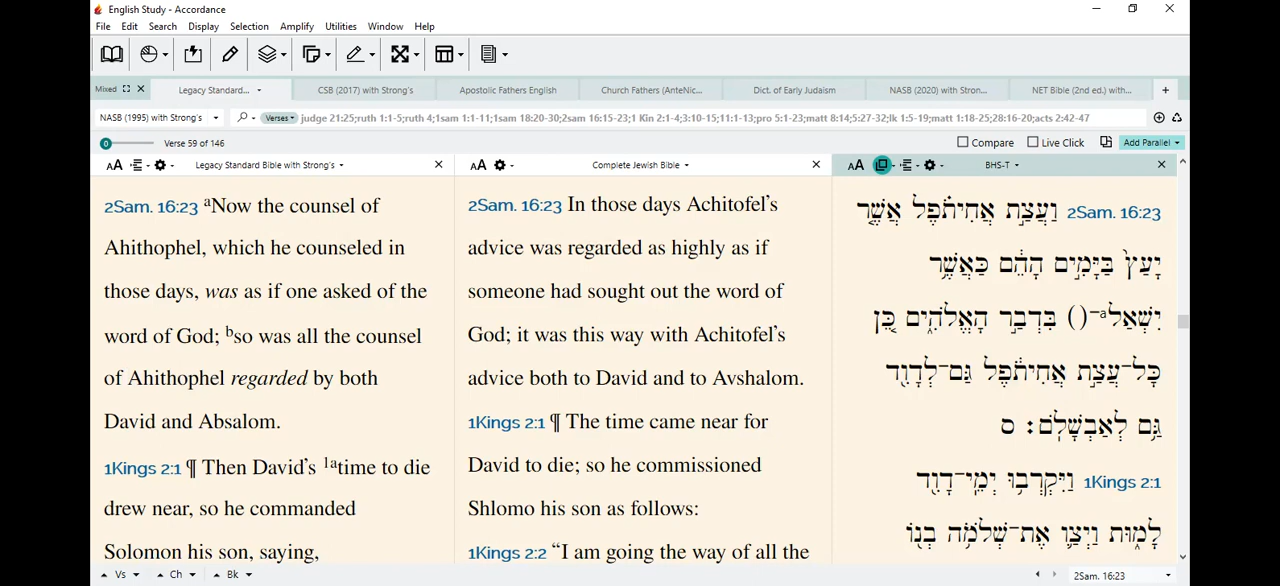 English Study - Accordance
File Edit Search Display Selection Amplify Utilities Window Help
Mixed Legacy Standard... CSB (2017) with Strong's Apostolic Fathers English Church Fathers (AnteNic... Dict. of Early Judaism NASB (2020) with Stron... NET Bible (2nd ed.) with... +
NASB (1995) with Strong's Verses judge 21:25;ruth 1:1-5;ruth 4;1sam 1:1-11;1sam 18:20-30;2sam 16:15-23;1 Kin 2:1-4;3:10-15;11:1-13;pro 5:1-23;matt 8:14;5:27-32;lk 1:5-19;matt 1:18-25;28:16-20;acts 2:42-47
0 Verse 59 of 146 Compare Live Click Add Parallel
AA Legacy Standard Bible with Strong's
2Sam. 16:23 aNow the counsel of
Ahithophel, which he counseled in
those days, was as if one asked of the
word of God; bso was all the counsel
of Ahithophel regarded by both
David and Absalom.
1Kings 2:1 ¶ Then David's 1atime to die
drew near, so he commanded
Solomon his son, saying,
AA Complete Jewish Bible
2Sam. 16:23 In those days Achitofel's
advice was regarded as highly as if
someone had sought out the word of
God; it was this way with Achitofel's
advice both to David and to Avshalom.
1Kings 2:1 ¶ The time came near for
David to die; so he commissioned
Shlomo his son as follows:
1Kings 2:2 “I am going the way of all the
AA BHS-T
2Sam. 16:23 וַעֲצַ֣ת אֲחִיתֹ֗פֶל אֲשֶׁ֤ר
יָעַץ֙ בַּיָּמִ֣ים הָהֵ֔ם כַּאֲשֶׁ֥ר
יִשְׁאַל־a () בִּדְבַ֣ר הָאֱלֹהִ֑ים כֵּ֚ן
כָּל־עֲצַ֣ת אֲחִיתֹ֔פֶל גַּם־לְדָוִ֖ד
גַּ֥ם לְאַבְשָׁלֹֽם׃ ס
1Kings 2:1 וַיִּקְרְב֥וּ יְמֵֽי־דָוִ֖ד
לָמ֑וּת וַיְצַ֛ו אֶת־שְׁלֹמֹ֥ה בְנ֖וֹ
Vs Ch Bk 2Sam. 16:23